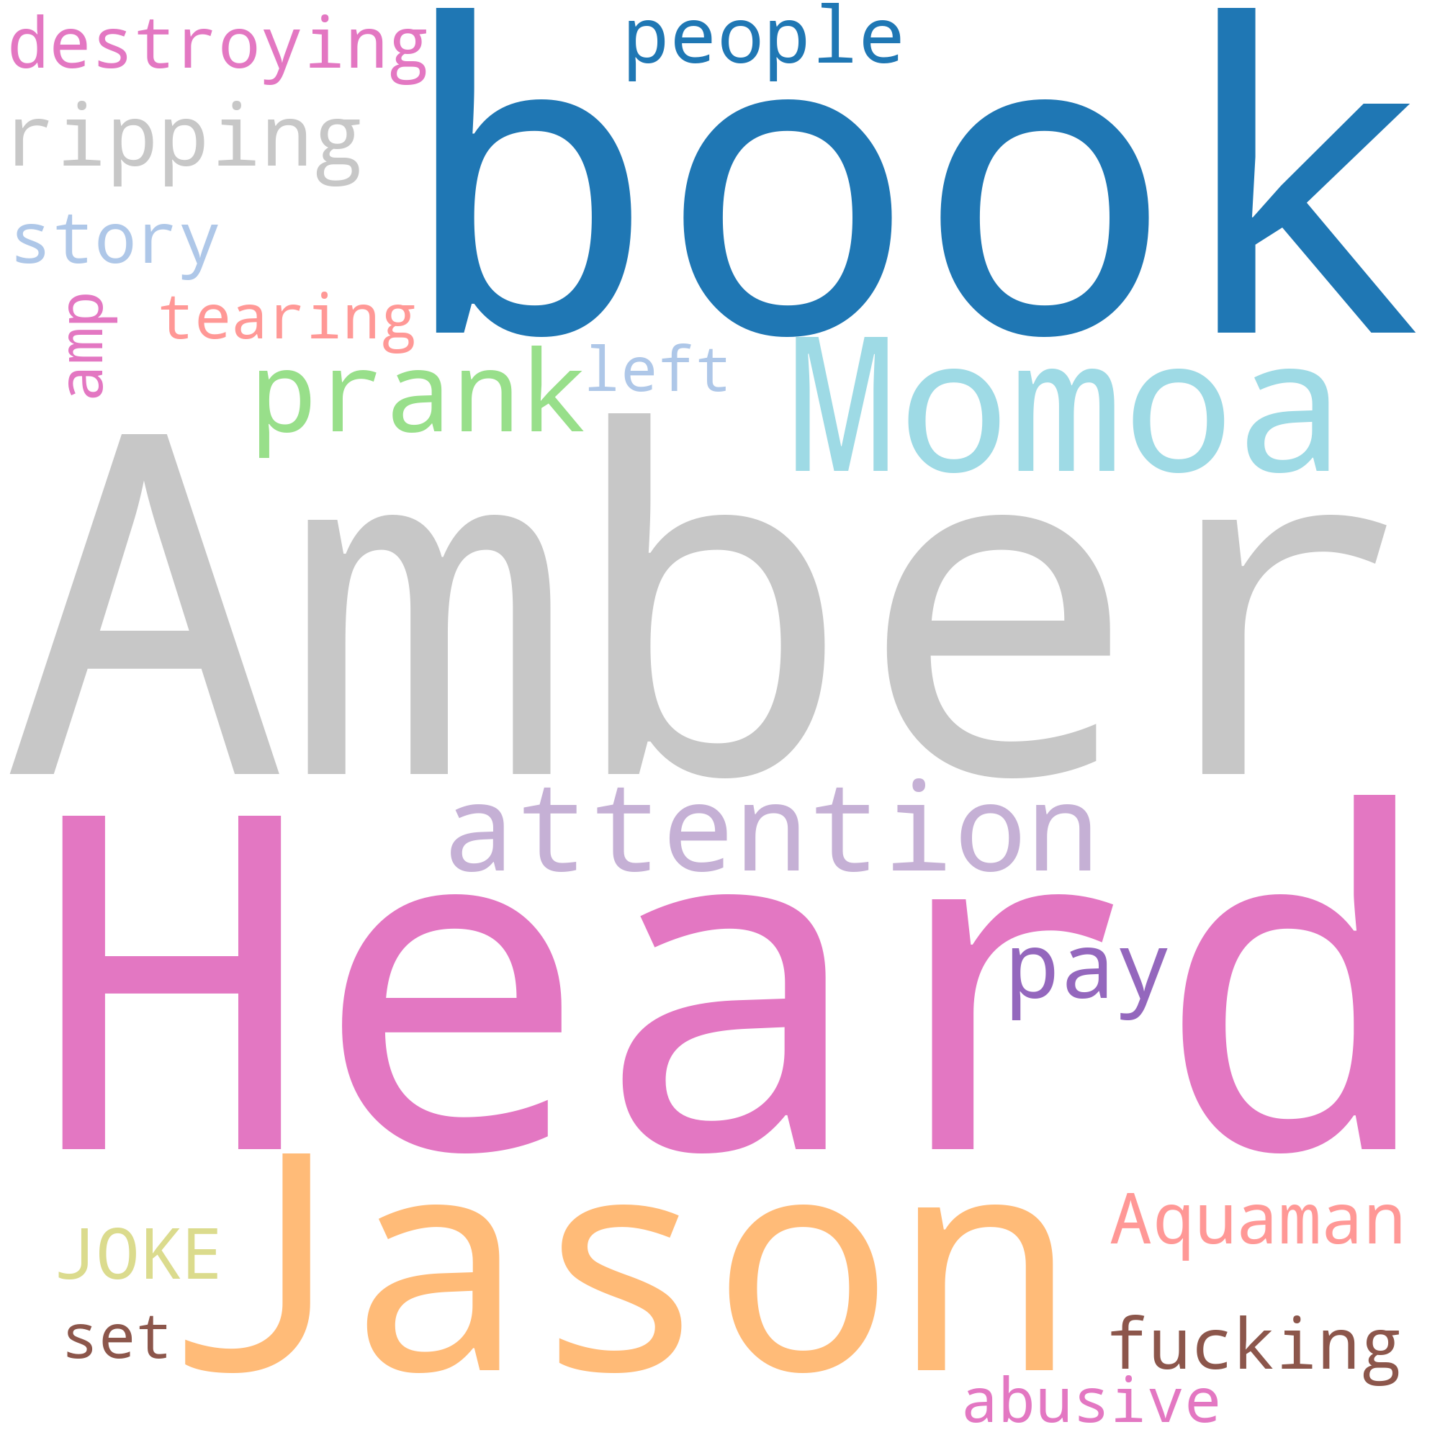 destroying
people
book
ripping
story
amp
tearing
prank
left
Momoa
Amber
attention
Heard
pay
Jason
JOKE
Aquaman
set
fucking
abusive